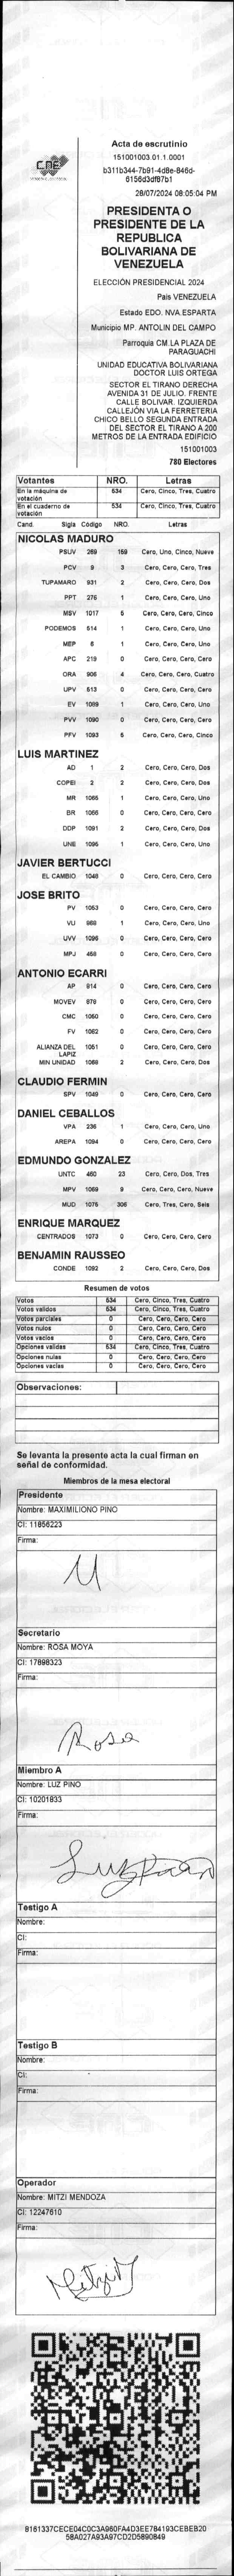 CNE
Acta de escrutinio
151001003.01.1.0001
b311b344-7b91-4d8e-846d-
6156d3df87b1
28/07/2024 08:05:04 PM
PRESIDENTA O
PRESIDENTE DE LA
REPUBLICA
BOLIVARIANA DE
VENEZUELA
ELECCIÓN PRESIDENCIAL 2024
Pais VENEZUELA
Estado EDO. NVA.ESPARTA
Municipio MP. ANTOLIN DEL CAMPO
Parroquia CM.LA PLAZA DE
PARAGUACHI
UNIDAD EDUCATIVA BOLIVARIANA
DOCTOR LUIS ORTEGA
SECTOR EL TIRANO DERECHA
AVENIDA 31 DE JULIO. FRENTE
CALLE BOLIVAR. IZQUIERDA
CALLEJÓN VIA LA FERRETERIA
CHICO BELLO SEGUNDA ENTRADA
DEL SECTOR EL TIRANO A 200
METROS DE LA ENTRADA EDIFICIO
151001003
780 Electores
Votantes NRO. Letras
En la máquina de votación 534 Cero, Cinco, Tres, Cuatro
En el cuaderno de votación 534 Cero, Cinco, Tres, Cuatro
Cand. Sigla Código NRO. Letras
NICOLAS MADURO
PSUV 269 159 Cero, Uno, Cinco, Nueve
PCV 9 3 Cero, Cero, Cero, Tres
TUPAMARO 931 2 Cero, Cero, Cero, Dos
PPT 275 1 Cero, Cero, Cero, Uno
MSV 1017 5 Cero, Cero, Cero, Cinco
PODEMOS 514 1 Cero, Cero, Cero, Uno
MEP 6 1 Cero, Cero, Cero, Uno
APC 219 0 Cero, Cero, Cero, Cero
ORA 906 4 Cero, Cero, Cero, Cuatro
UPV 513 0 Cero, Cero, Cero, Cero
EV 1089 1 Cero, Cero, Cero, Uno
PVV 1090 0 Cero, Cero, Cero, Cero
PFV 1093 5 Cero, Cero, Cero, Cinco
LUIS MARTINEZ
AD 1 2 Cero, Cero, Cero, Dos
COPEI 2 2 Cero, Cero, Cero, Dos
MR 1065 1 Cero, Cero, Cero, Uno
BR 1066 0 Cero, Cero, Cero, Cero
DDP 1091 2 Cero, Cero, Cero, Dos
UNE 1095 1 Cero, Cero, Cero, Uno
JAVIER BERTUCCI
EL CAMBIO 1048 0 Cero, Cero, Cero, Cero
JOSE BRITO
PV 1053 0 Cero, Cero, Cero, Cero
VU 868 1 Cero, Cero, Cero, Uno
UVV 1096 0 Cero, Cero, Cero, Cero
MPJ 458 0 Cero, Cero, Cero, Cero
ANTONIO ECARRI
AP 914 0 Cero, Cero, Cero, Cero
MOVEV 979 0 Cero, Cero, Cero, Cero
CMC 1050 0 Cero, Cero, Cero, Cero
FV 1062 0 Cero, Cero, Cero, Cero
ALIANZA DEL LAPIZ 1051 0 Cero, Cero, Cero, Cero
MIN UNIDAD 1068 2 Cero, Cero, Cero, Dos
CLAUDIO FERMIN
SPV 1049 0 Cero, Cero, Cero, Cero
DANIEL CEBALLOS
VPA 236 1 Cero, Cero, Cero, Uno
AREPA 1094 0 Cero, Cero, Cero, Cero
EDMUNDO GONZALEZ
UNTC 460 23 Cero, Cero, Dos, Tres
MPV 1069 9 Cero, Cero, Cero, Nueve
MUD 1075 306 Cero, Tres, Cero, Seis
ENRIQUE MARQUEZ
CENTRADOS 1073 0 Cero, Cero, Cero, Cero
BENJAMIN RAUSSEO
CONDE 1092 2 Cero, Cero, Cero, Dos
Resumen de votos
Votos 534 Cero, Cinco, Tres, Cuatro
Votos validos 534 Cero, Cinco, Tres, Cuatro
Votos parciales 0 Cero, Cero, Cero, Cero
Votos nulos 0 Cero, Cero, Cero, Cero
Votos vacios 0 Cero, Cero, Cero, Cero
Opciones validas 534 Cero, Cinco, Tres, Cuatro
Opciones nulas 0 Cero, Cero, Cero, Cero
Opciones vacias 0 Cero, Cero, Cero, Cero
Observaciones:
Se levanta la presente acta la cual firman en
señal de conformidad.
Miembros de la mesa electoral
Presidente
Nombre: MAXIMILIONO PINO
CI: 11856223
Firma:
Secretario
Nombre: ROSA MOYA
CI: 17898323
Firma:
Rosa
Miembro A
Nombre: LUZ PINO
CI: 10201833
Firma:
Testigo A
Nombre:
CI:
Firma:
Testigo B
Nombre:
CI:
Firma:
Operador
Nombre: MITZI MENDOZA
CI: 12247610
Firma:
8161337CECE04C0C3A960FA4D3EE784193CEBEB20
58A027A93A97CD2D5890849